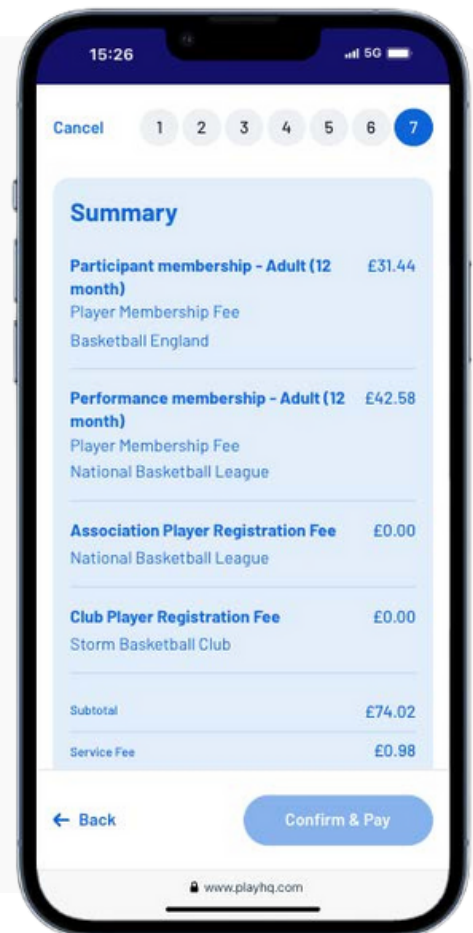 15:26
5G
Cancel 1 2 3 4 5 6 7
Summary
Participant membership - Adult (12 £31.44
month)
Player Membership Fee
Basketball England
Performance membership - Adult (12 £42.58
month)
Player Membership Fee
National Basketball League
Association Player Registration Fee £0.00
National Basketball League
Club Player Registration Fee £0.00
Storm Basketball Club
Subtotal £74.02
Service Fee £0.98
← Back Confirm & Pay
www.playhq.com